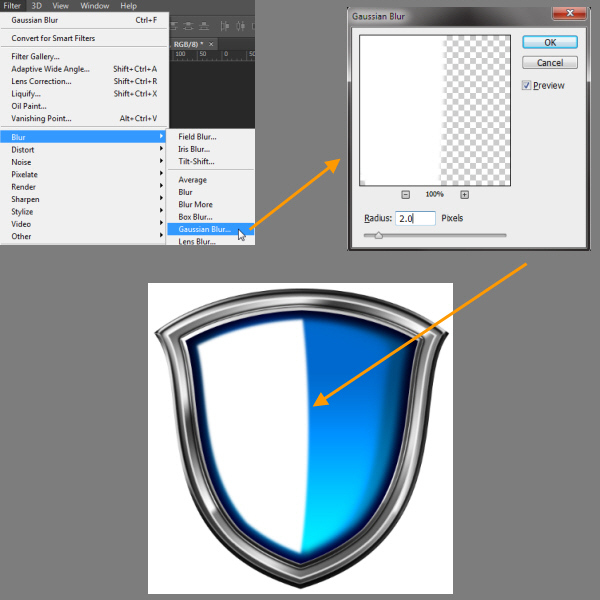 Filter 3D View Window Help
Gaussian Blur Ctrl+F
Convert for Smart Filters
, RGB/8) * ×
100 50 0 50
Filter Gallery...
Adaptive Wide Angle... Shift+Ctrl+A
Lens Correction... Shift+Ctrl+R
Liquify... Shift+Ctrl+X
Oil Paint...
Vanishing Point... Alt+Ctrl+V
Blur
Distort
Noise
Pixelate
Render
Sharpen
Stylize
Video
Other
Field Blur...
Iris Blur...
Tilt-Shift...
Average
Blur
Blur More
Box Blur...
Gaussian Blur...
Lens Blur...
Gaussian Blur
OK
Cancel
Preview
100%
Radius: 2.0 Pixels